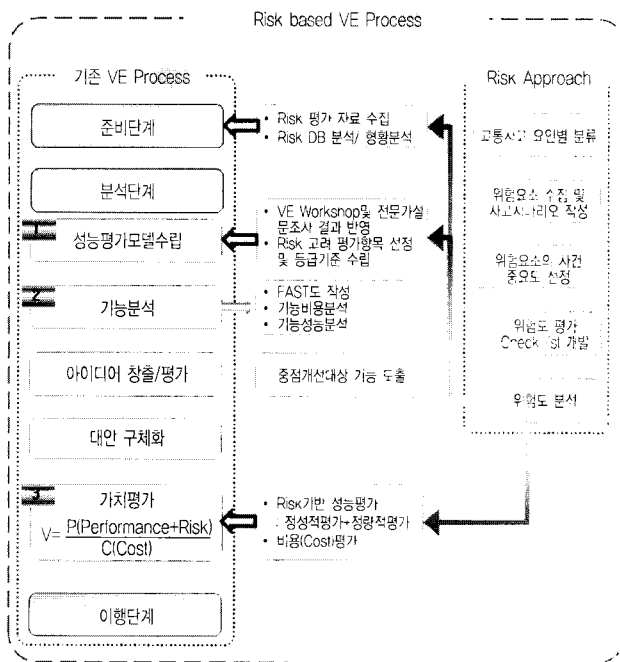 Risk based VE Process
기존 VE Process
준비단계
분석단계
1
성능평가모델수립
2
기능분석
아이디어 창출/평가
대안 구체화
3
가치평가
V= P(Performance+Risk)
C(Cost)
이행단계
• Risk 평가 자료 수집
• Risk DB 분석/ 형황분석
• VE Workshop및 전문가설
문조사 결과 반영
• Risk 고려 평가항목 선정
및 등급기준 수립
• FAST도 작성
• 기능비용분석
• 기능성능분석
중점개선대상 기능 도출
• Risk기반 성능평가
: 정성적평가+정량적평가
• 비용(Cost)평가
Risk Approach
교통사고 요인별 분류
위험요소 수집 및
사고시나리오 작성
위험요소의 사건
중요도 선정
위험도 평가
Check list 개발
위험도 분석